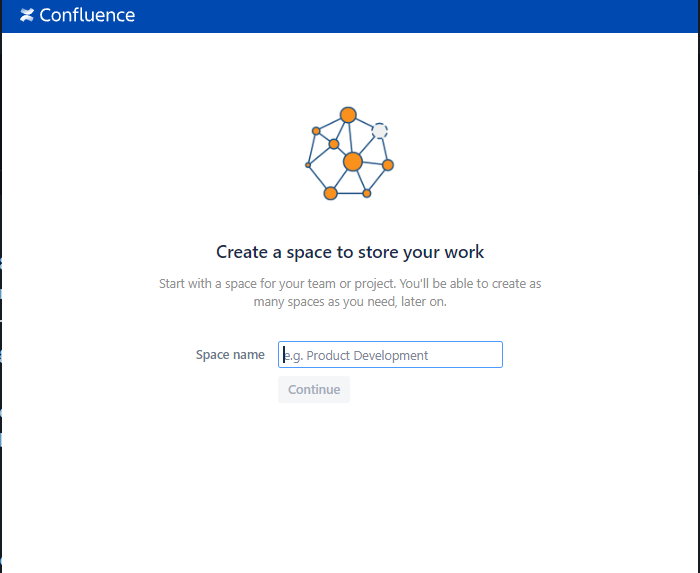 Confluence
Create a space to store your work
Start with a space for your team or project. You'll be able to create as
many spaces as you need, later on.
Space name
e.g. Product Development
Continue